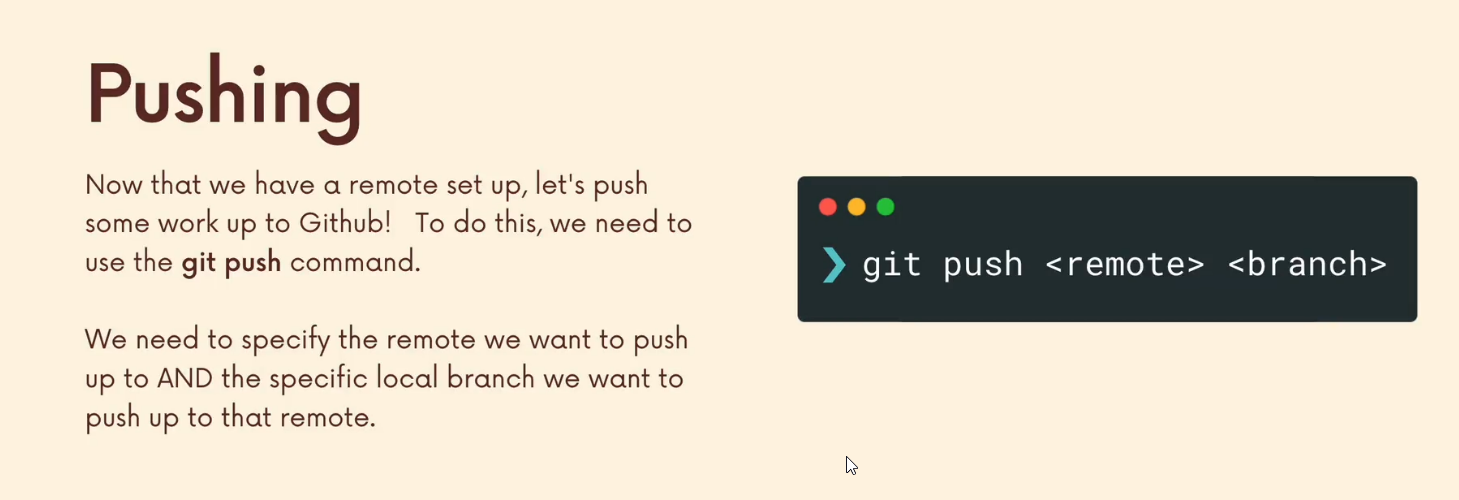 Pushing
Now that we have a remote set up, let's push
some work up to Github!   To do this, we need to
use the git push command.
We need to specify the remote we want to push
up to AND the specific local branch we want to
push up to that remote.
❯ git push <remote> <branch>